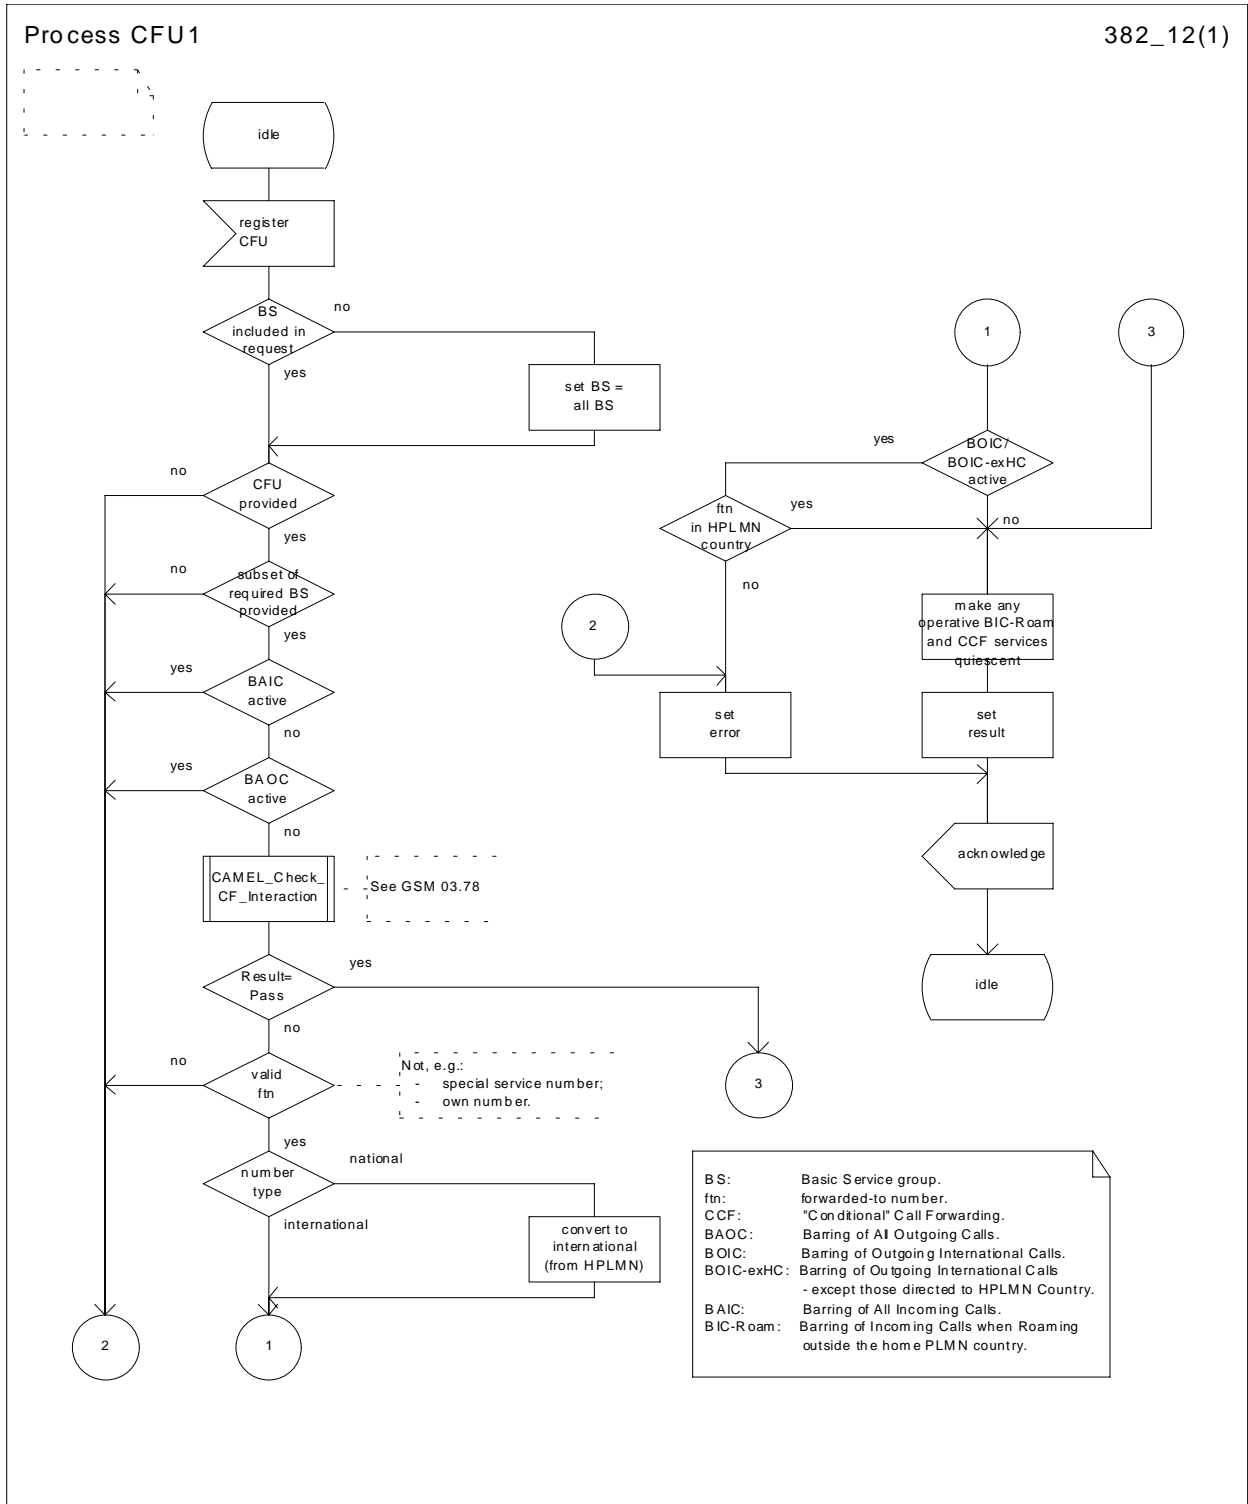 Process CFU1
382_12(1)
idle
register
CFU
BS
included in
request
no
yes
set BS =
all BS
no
CFU
provided
yes
no
subset of
required BS
provided
yes
yes
BAIC
active
no
yes
BAOC
active
no
CAMEL_Check_
CF_Interaction
See GSM 03.78
Result=
Pass
yes
no
3
no
valid
ftn
Not, e.g.:
- special service number;
- own number.
yes
number
type
national
international
convert to
international
(from HPLMN)
2
1
1
3
yes
BOIC/
BOIC-exHC
active
no
ftn
in HPLMN
country
yes
no
2
make any
operative BIC-Roam
and CCF services
quiescent
set
error
set
result
acknowledge
idle
BS: Basic Service group.
ftn: forwarded-to number.
CCF: "Conditional" Call Forwarding.
BAOC: Barring of All Outgoing Calls.
BOIC: Barring of Outgoing International Calls.
BOIC-exHC: Barring of Outgoing International Calls
- except those directed to HPLMN Country.
BAIC: Barring of All Incoming Calls.
BIC-Roam: Barring of Incoming Calls when Roaming
outside the home PLMN country.